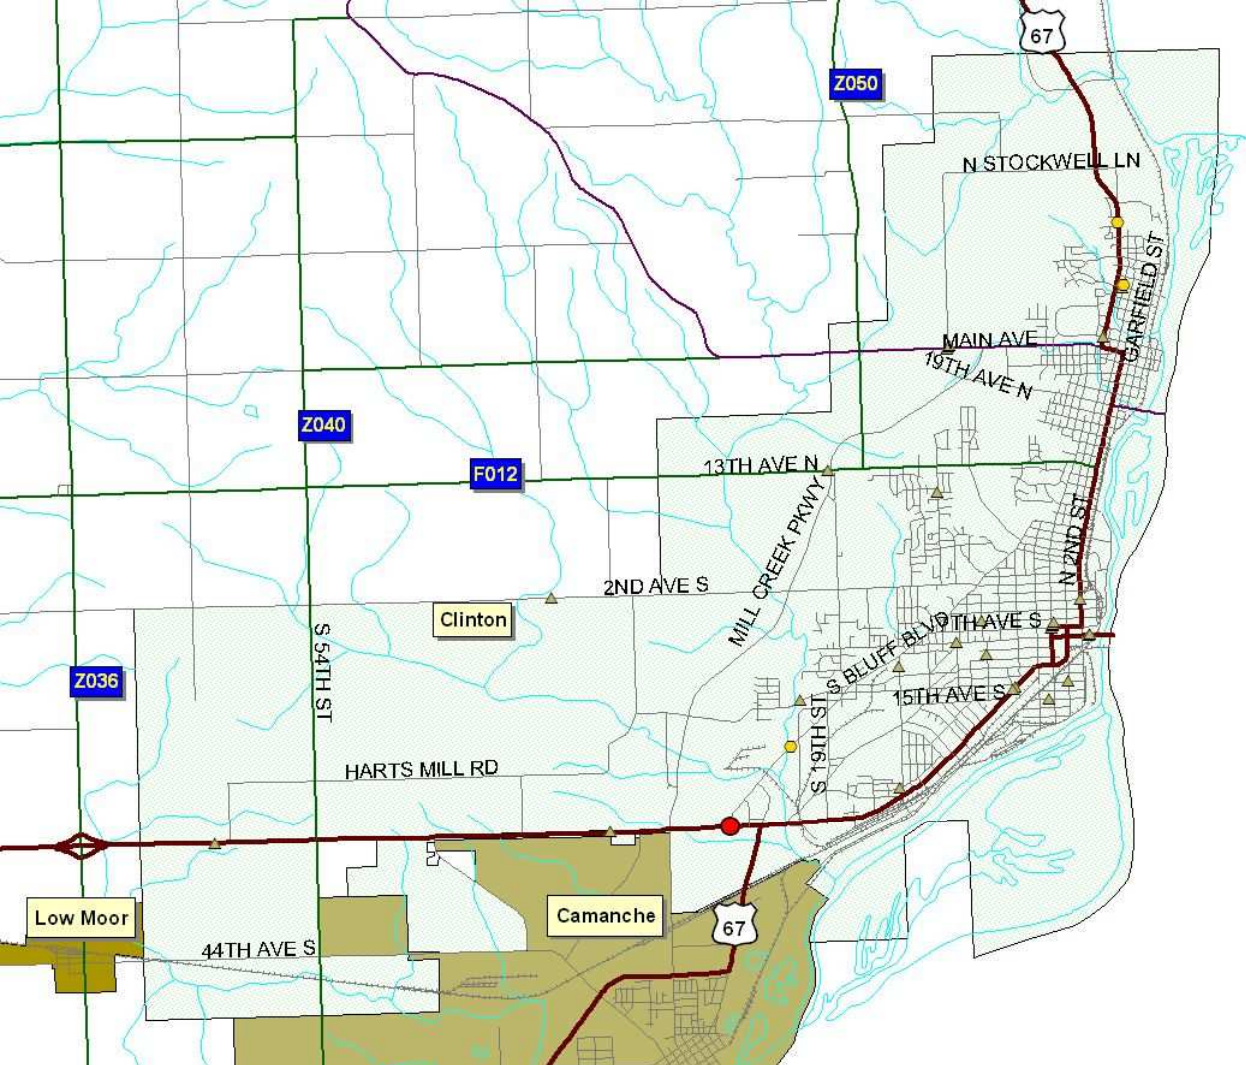 67
Z050
N STOCKWELL LN
GARFIELD ST
MAIN AVE
19TH AVE N
Z040
F012
13TH AVE N
MILL CREEK PKWY
N 2ND ST
2ND AVE S
Clinton
TH AVE S
S BLUFF BLVD
S 54TH ST
Z036
15TH AVE S
S 19TH ST
HARTS MILL RD
Low Moor
Camanche
67
44TH AVE S